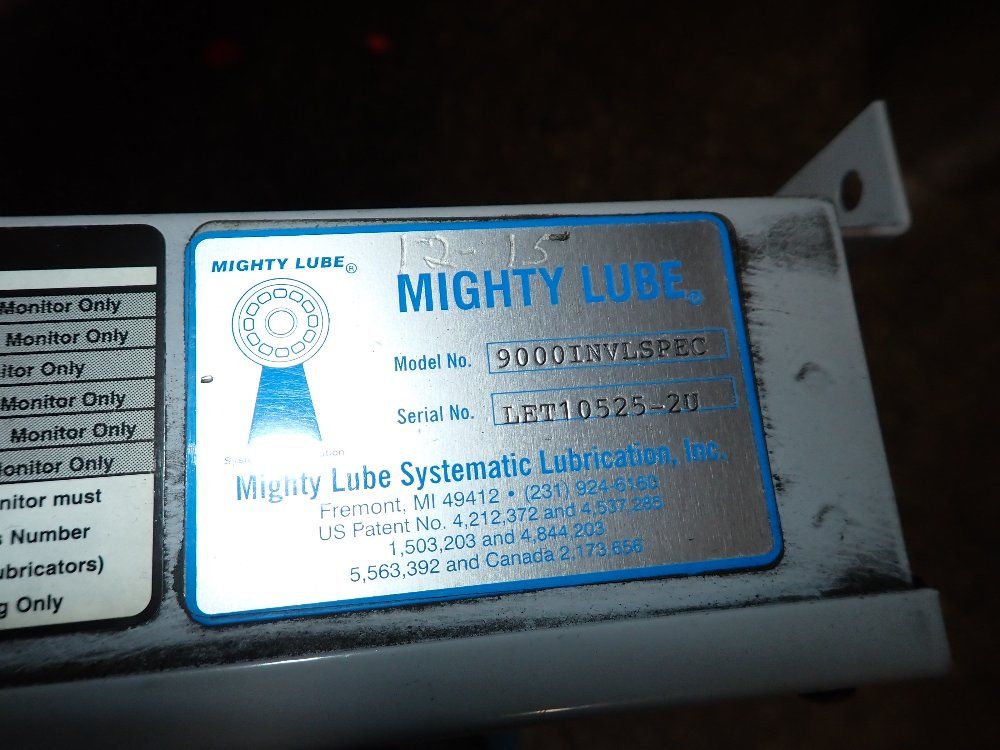 Monitor Only
Monitor Only
itor Only
Monitor Only
Monitor Only
onitor Only
nitor must
Number
ubricators)
g Only
12-15
MIGHTY LUBE®
MIGHTY LUBE®
Model No. 9000INVLSPEC
Serial No. LET10525-2U
Mighty Lube Systematic Lubrication, Inc.
Fremont, MI 49412 • (231) 924-6160
US Patent No. 4,212,372 and 4,537,285
1,503,203 and 4,844,203
5,563,392 and Canada 2,173,656